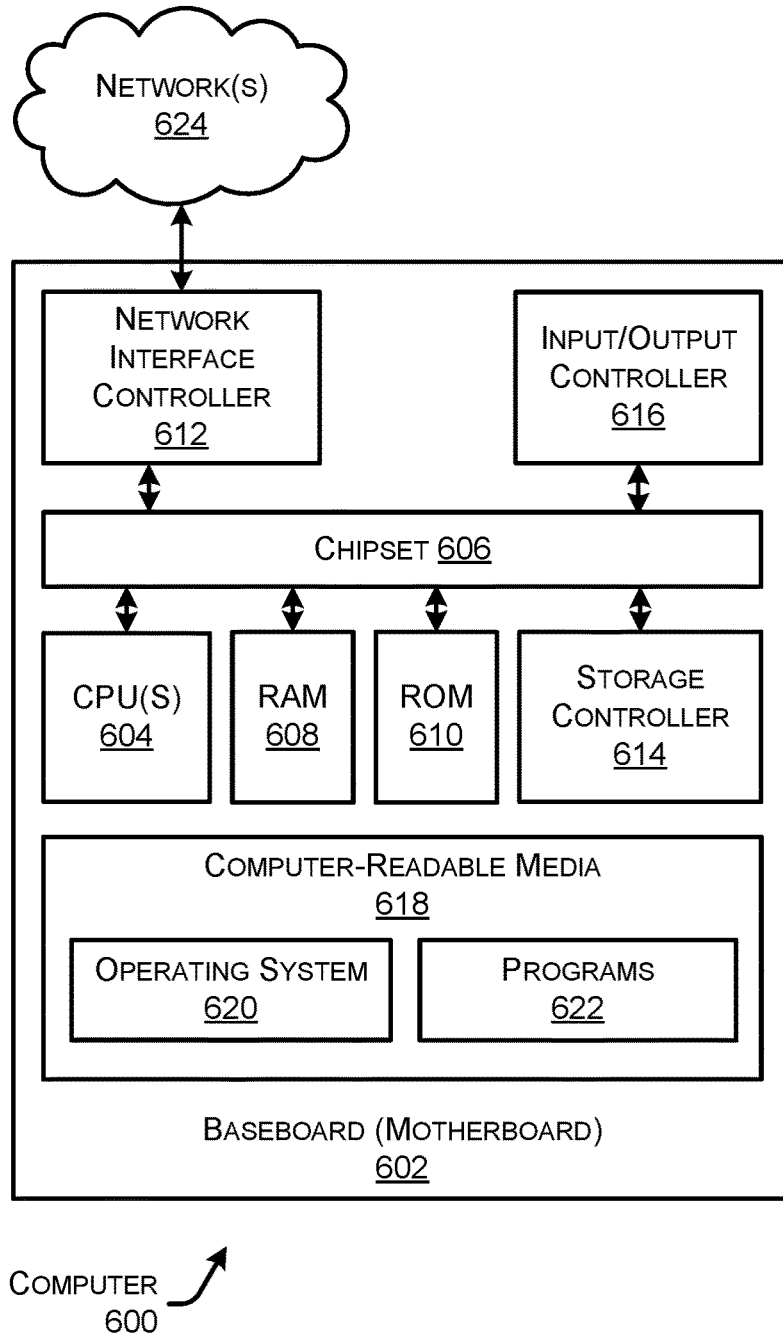 NETWORK(S)
624
NETWORK
INTERFACE
CONTROLLER
612
INPUT/OUTPUT
CONTROLLER
616
CHIPSET 606
CPU(S)
604
RAM
608
ROM
610
STORAGE
CONTROLLER
614
COMPUTER-READABLE MEDIA
618
OPERATING SYSTEM
620
PROGRAMS
622
BASEBOARD (MOTHERBOARD)
602
COMPUTER
600